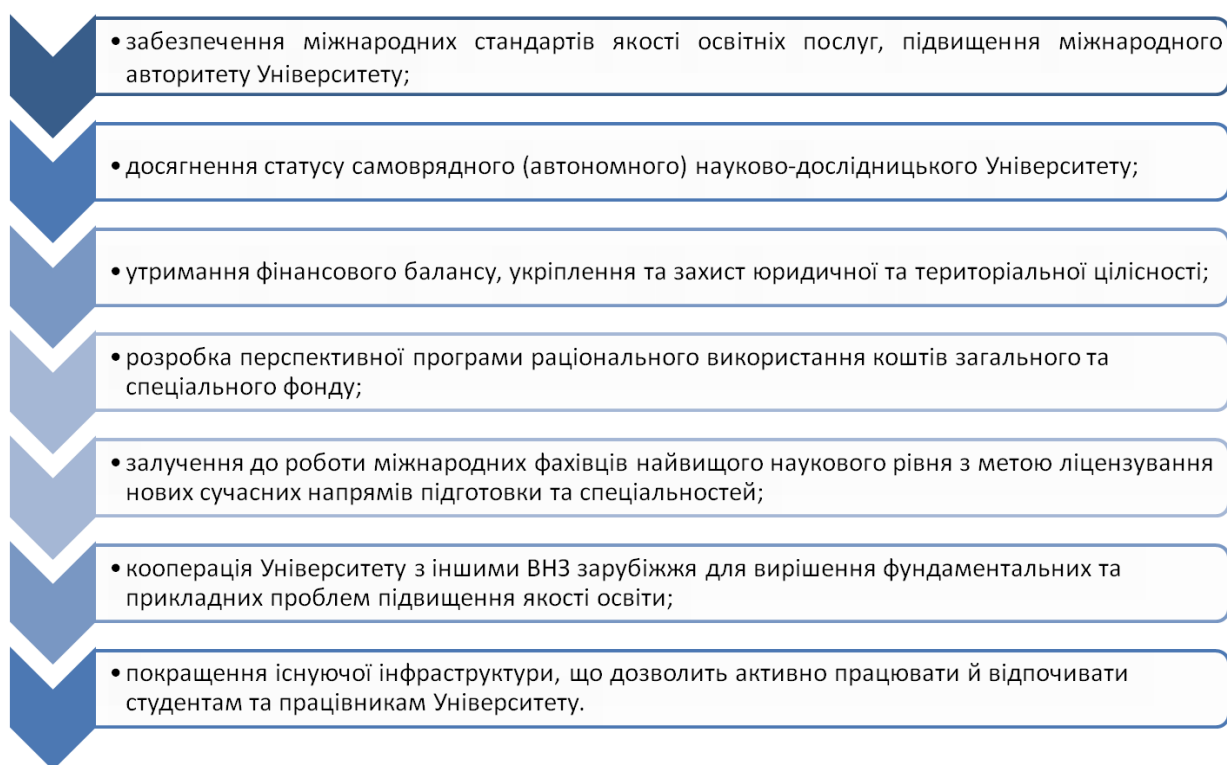 • забезпечення міжнародних стандартів якості освітніх послуг, підвищення міжнародного
авторитету Університету;
• досягнення статусу самоврядного (автономного) науково-дослідницького Університету;
• утримання фінансового балансу, укріплення та захист юридичної та територіальної цілісності;
• розробка перспективної програми раціонального використання коштів загального та
спеціального фонду;
• залучення до роботи міжнародних фахівців найвищого наукового рівня з метою ліцензування
нових сучасних напрямів підготовки та спеціальностей;
• кооперація Університету з іншими ВНЗ зарубіжжя для вирішення фундаментальних та
прикладних проблем підвищення якості освіти;
• покращення існуючої інфраструктури, що дозволить активно працювати й відпочивати
студентам та працівникам Університету.